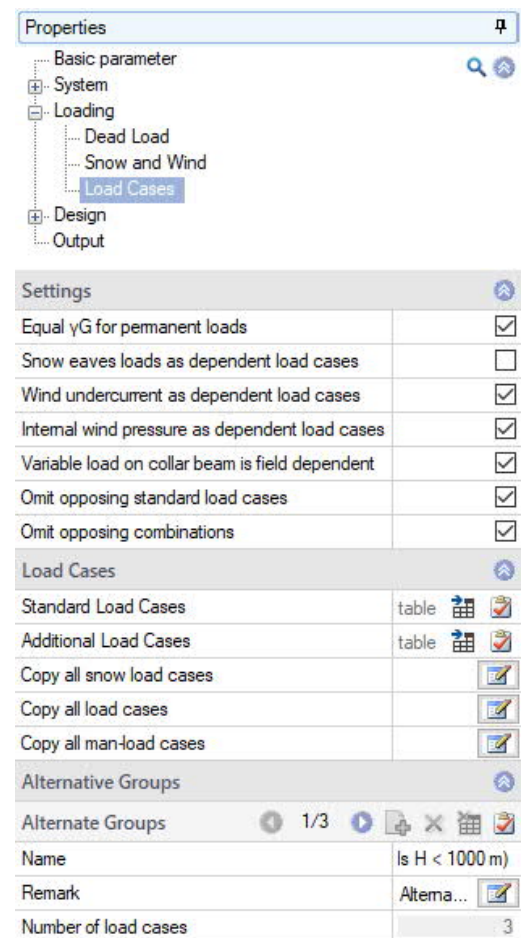 Properties
Basic parameter
System
Loading
Dead Load
Snow and Wind
Load Cases
Design
Output
Settings
Equal γG for permanent loads
Snow eaves loads as dependent load cases
Wind undercurrent as dependent load cases
Internal wind pressure as dependent load cases
Variable load on collar beam is field dependent
Omit opposing standard load cases
Omit opposing combinations
Load Cases
Standard Load Cases table
Additional Load Cases table
Copy all snow load cases
Copy all load cases
Copy all man-load cases
Alternative Groups
Alternate Groups 1/3
Name ls H < 1000 m)
Remark Alterna...
Number of load cases 3